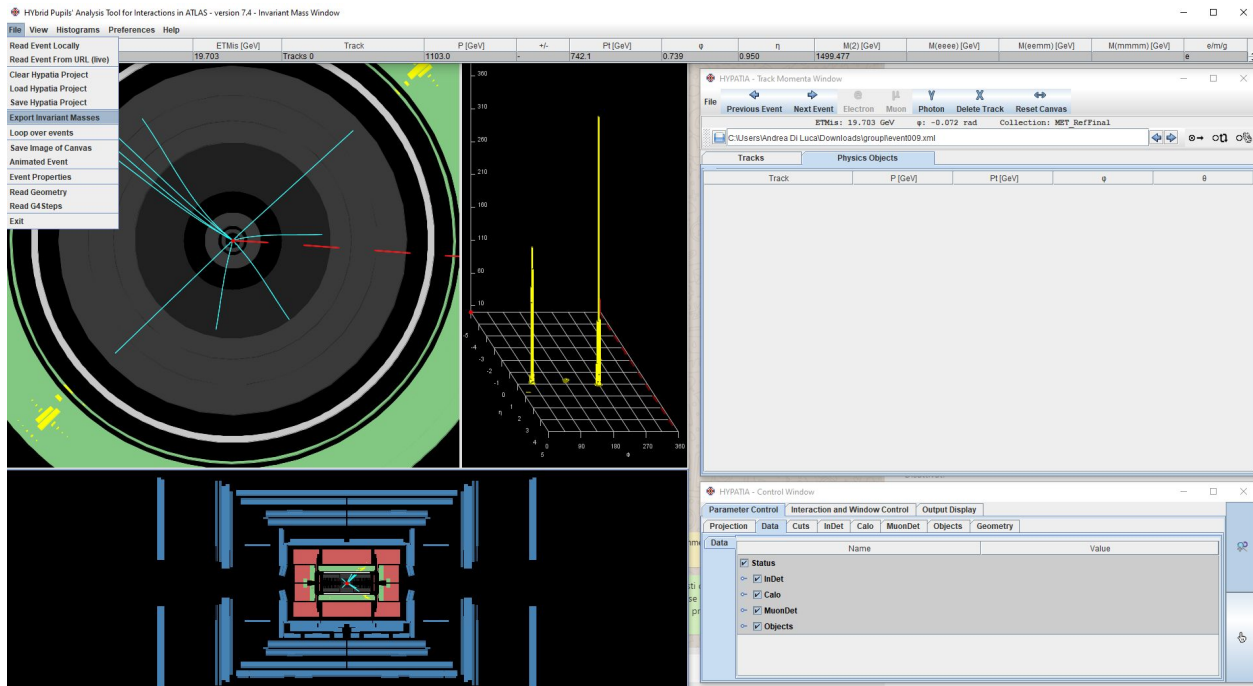 HYbrid Pupils' Analysis Tool for Interactions in ATLAS - version 7.4 - Invariant Mass Window
File View Histograms Preferences Help
ETMis [GeV] Track P [GeV] +/- Pt [GeV] φ η M(2) [GeV] M(eeee) [GeV] M(eemm) [GeV] M(mmmm) [GeV] e/m/g
19.703 Tracks 0 1103.0 - 742.1 0.739 0.950 1499.477 e
Read Event Locally
Read Event From URL (live)
Clear Hypatia Project
Load Hypatia Project
Save Hypatia Project
Export Invariant Masses
Loop over events
Save Image of Canvas
Animated Event
Event Properties
Read Geometry
Read G4Steps
Exit
360
310
260
210
160
110
60
10
-5
-4
-3
-2
-1
0
1
2
3
4
5
η
0 90 180 270 360
φ
HYPATIA - Track Momenta Window
File
Previous Event Next Event Electron Muon Photon Delete Track Reset Canvas
ETMis: 19.703 GeV φ: -0.072 rad Collection: MET_RefFinal
C:\Users\Andrea Di Luca\Downloads\groupI\event009.xml
Tracks Physics Objects
Track P [GeV] Pt [GeV] φ θ
HYPATIA - Control Window
Parameter Control Interaction and Window Control Output Display
Projection Data Cuts InDet Calo MuonDet Objects Geometry
Data
Name Value
Status
InDet
Calo
MuonDet
Objects